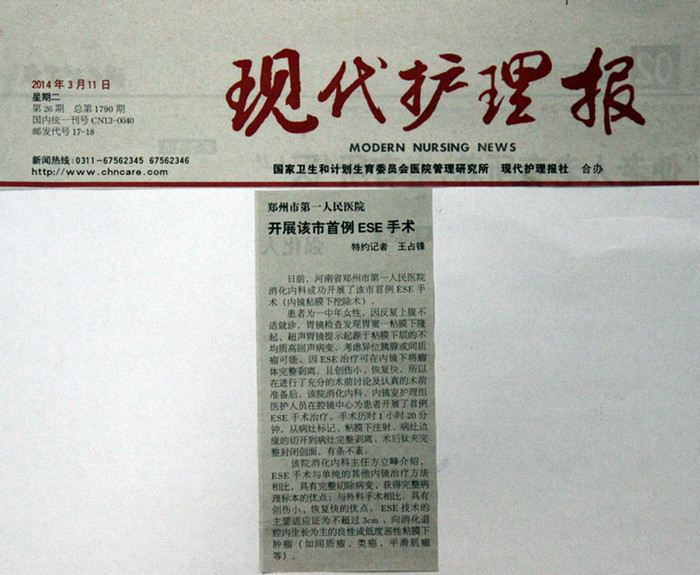 2014年3月11日
星期二
第26期 总第1790期
国内统一刊号CN13-0040
邮发代号17-18
新闻热线:0311-67562345 67562346
http://www.chncare.com
现代护理报
MODERN NURSING NEWS
国家卫生和计划生育委员会医院管理研究所 现代护理报社 合办
郑州市第一人民医院
开展该市首例ESE手术
特约记者 王占锋
日前,河南省郑州市第一人民医院
消化内科成功开展了该市首例ESE手
术(内镜粘膜下挖除术)。
患者为一中年女性,因反复上腹不
适就诊,胃镜检查发现胃窦一粘膜下隆
起,超声胃镜提示起源于粘膜下层的不
均质高回声病变,考虑异位胰腺或间质
瘤可能。因ESE治疗可在内镜下将瘤
体完整剥离,且创伤小,恢复快,所以
在进行了充分的术前讨论及认真的术前
准备后,该院消化内科、内镜室护理组
医护人员在腔镜中心为患者开展了首例
ESE手术治疗。手术历时1小时20分
钟,从病灶标记、粘膜下注射、病灶边
缘的切开到病灶完整剥离、术后钛夹完
整封闭创面,有条不紊。
该院消化内科主任方立峰介绍,
ESE手术与单纯的其他内镜治疗方法
相比,具有完整切除病变,获得完整病
理标本的优点;与外科手术相比,具有
创伤小、恢复快的优点。ESE技术的
主要适应证为不超过3cm、向消化道
腔内生长为主的良性或低度恶性粘膜下
肿瘤(如间质瘤、类癌、平滑肌瘤
等)。